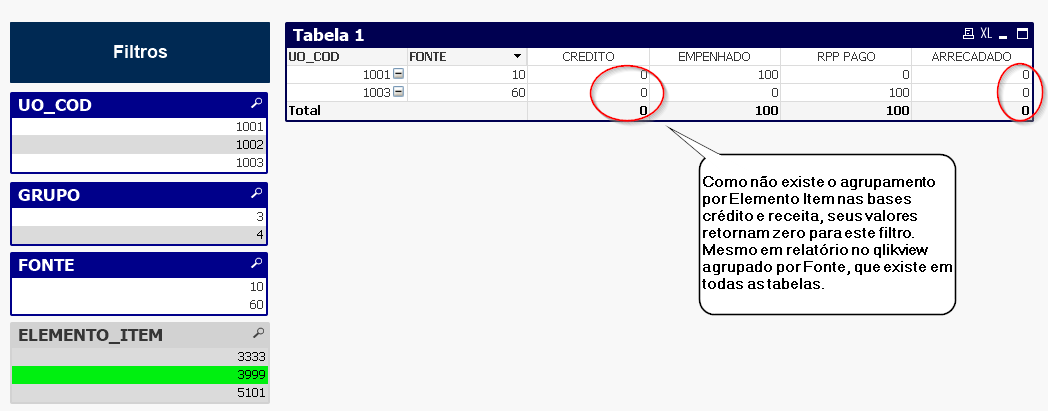 Filtros
UO_COD
1001
1002
1003
GRUPO
3
4
FONTE
10
60
ELEMENTO_ITEM
3333
3999
5101
Tabela 1 XL
UO_COD FONTE CREDITO EMPENHADO RPP PAGO ARRECADADO
1001 10 0 100 0 0
1003 60 0 0 100 0
Total 0 100 100 0
Como não existe o agrupamento
por Elemento Item nas bases
crédito e receita, seus valores
retornam zero para este filtro.
Mesmo em relatório no qlikview
agrupado por Fonte, que existe em
todas as tabelas.